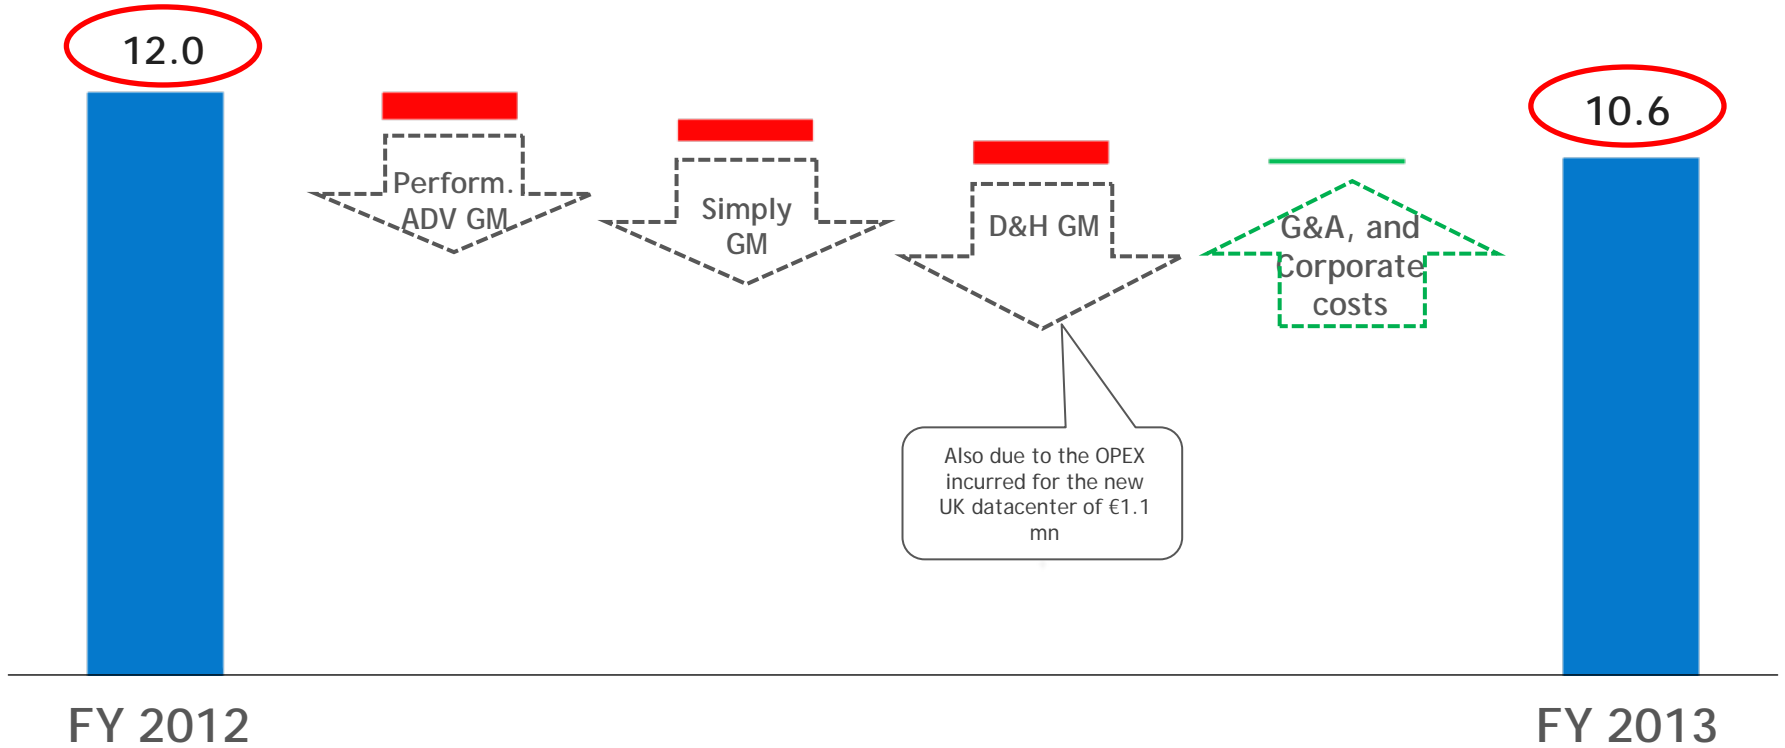 12.0
10.6
Perform.
ADV GM
Simply
GM
D&H GM
G&A, and
Corporate
costs
Also due to the OPEX
incurred for the new
UK datacenter of €1.1
mn
FY 2012
FY 2013